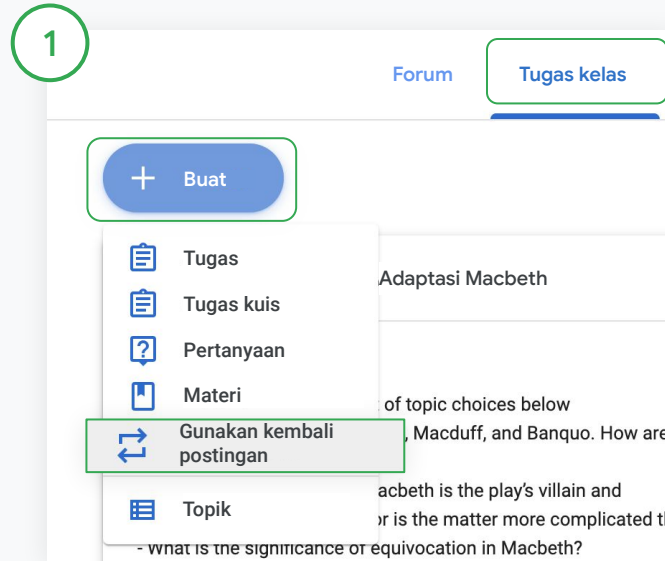 1
Forum
Tugas kelas
Buat
Tugas
Adaptasi Macbeth
Tugas kuis
Pertanyaan
Materi
of topic choices below
Gunakan kembali
postingan
, Macduff, and Banquo. How are
acbeth is the play's villain and
Topik
or is the matter more complicated
- What is the significance of equivocation in Macbeth?